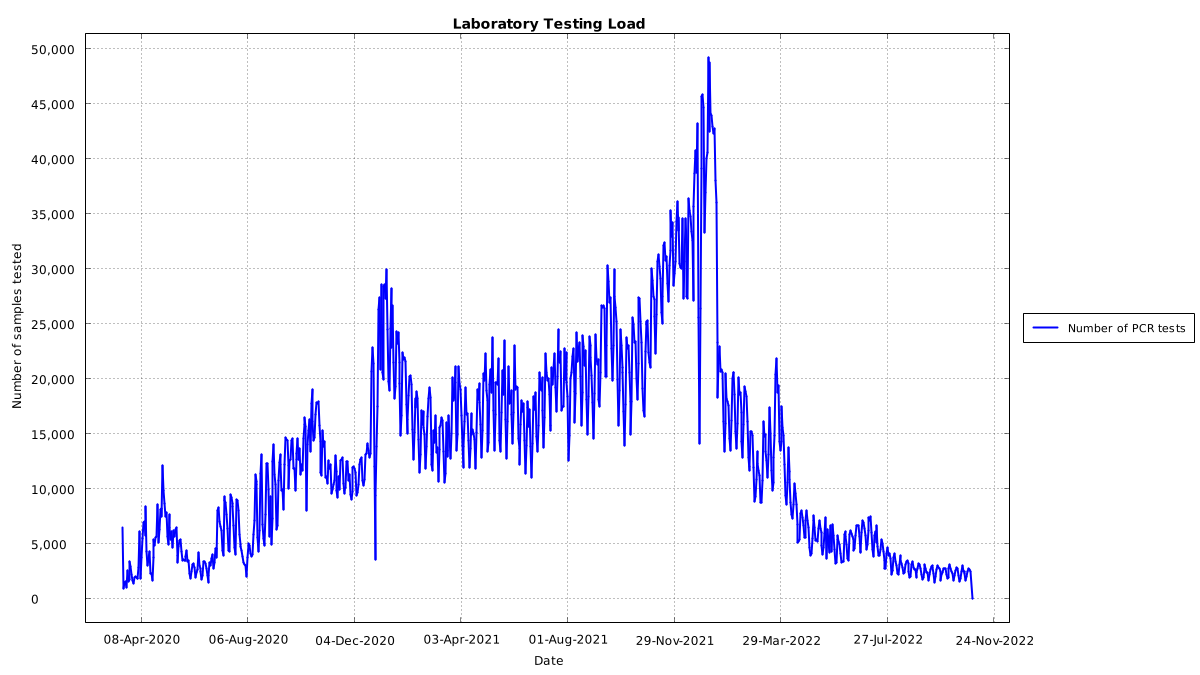 Laboratory Testing Load
50,000
45,000
40,000
35,000
30,000
25,000
20,000
15,000
10,000
5,000
0
Number of samples tested
Number of PCR tests
08-Apr-2020
06-Aug-2020
04-Dec-2020
03-Apr-2021
01-Aug-2021
29-Nov-2021
29-Mar-2022
27-Jul-2022
24-Nov-2022
Date